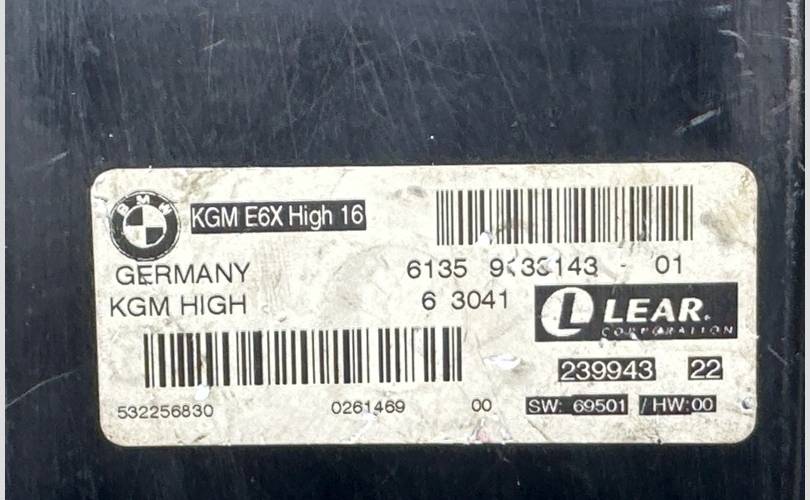 BMW
KGM E6X High 16
GERMANY
6135 - 01
KGM HIGH
6 3041
LEAR.
CORPORATION
239943 22
532256830 0261469 00
SW: 69501 / HW:00